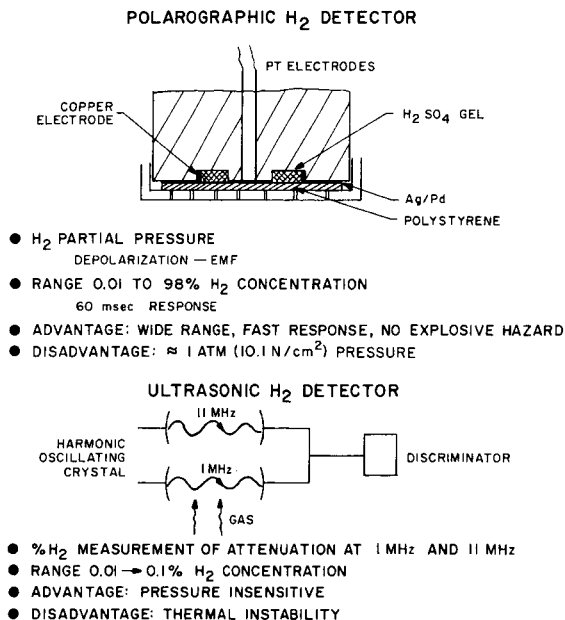 POLAROGRAPHIC H₂ DETECTOR
PT ELECTRODES
COPPER
ELECTRODE
H₂SO₄ GEL
Ag/Pd
POLYSTYRENE
● H₂ PARTIAL PRESSURE
DEPOLARIZATION — EMF
● RANGE 0.01 TO 98% H₂ CONCENTRATION
60 msec RESPONSE
● ADVANTAGE: WIDE RANGE, FAST RESPONSE, NO EXPLOSIVE HAZARD
● DISADVANTAGE: ≈ 1 ATM (10.1 N/cm²) PRESSURE
ULTRASONIC H₂ DETECTOR
11 MHz
HARMONIC
OSCILLATING
CRYSTAL
1 MHz
DISCRIMINATOR
GAS
● %H₂ MEASUREMENT OF ATTENUATION AT 1 MHz AND 11 MHz
● RANGE 0.01 → 0.1% H₂ CONCENTRATION
● ADVANTAGE: PRESSURE INSENSITIVE
● DISADVANTAGE: THERMAL INSTABILITY